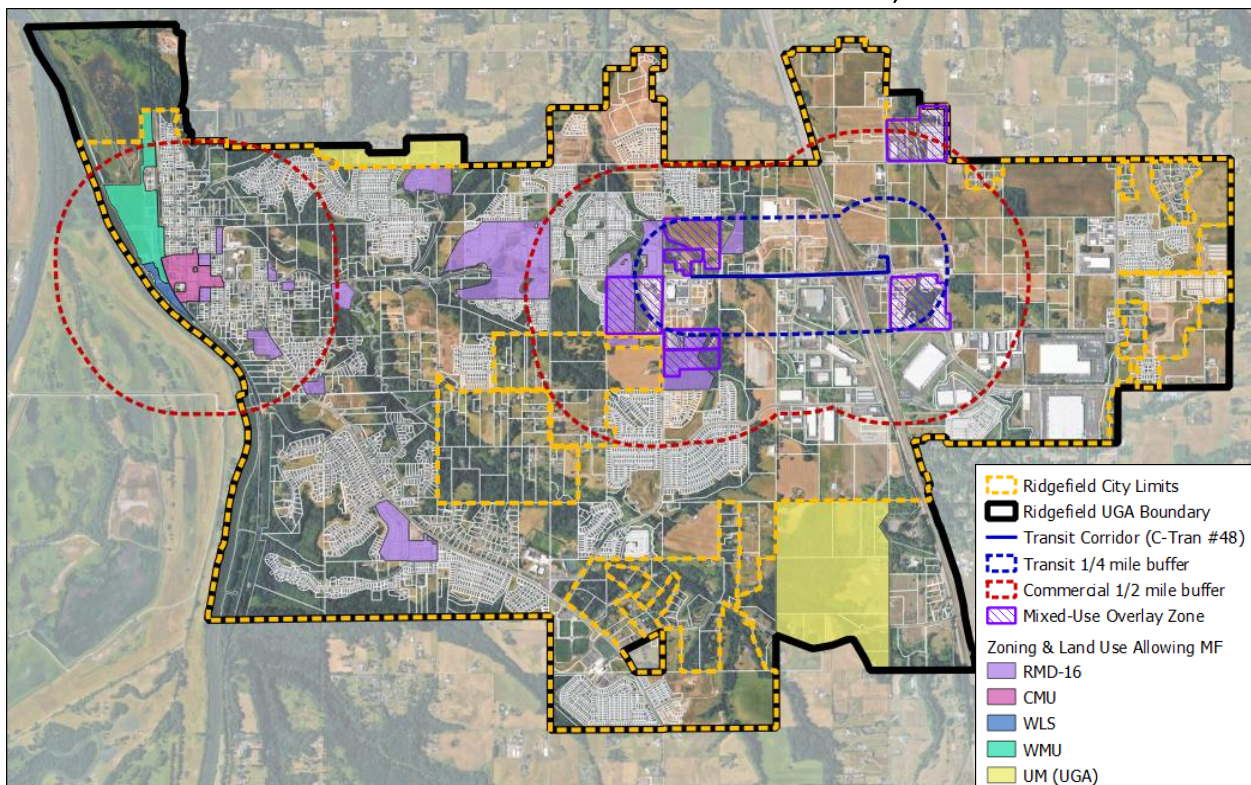 Ridgefield City Limits
Ridgefield UGA Boundary
Transit Corridor (C-Tran #48)
Transit 1/4 mile buffer
Commercial 1/2 mile buffer
Mixed-Use Overlay Zone
Zoning & Land Use Allowing MF
RMD-16
CMU
WLS
WMU
UM (UGA)